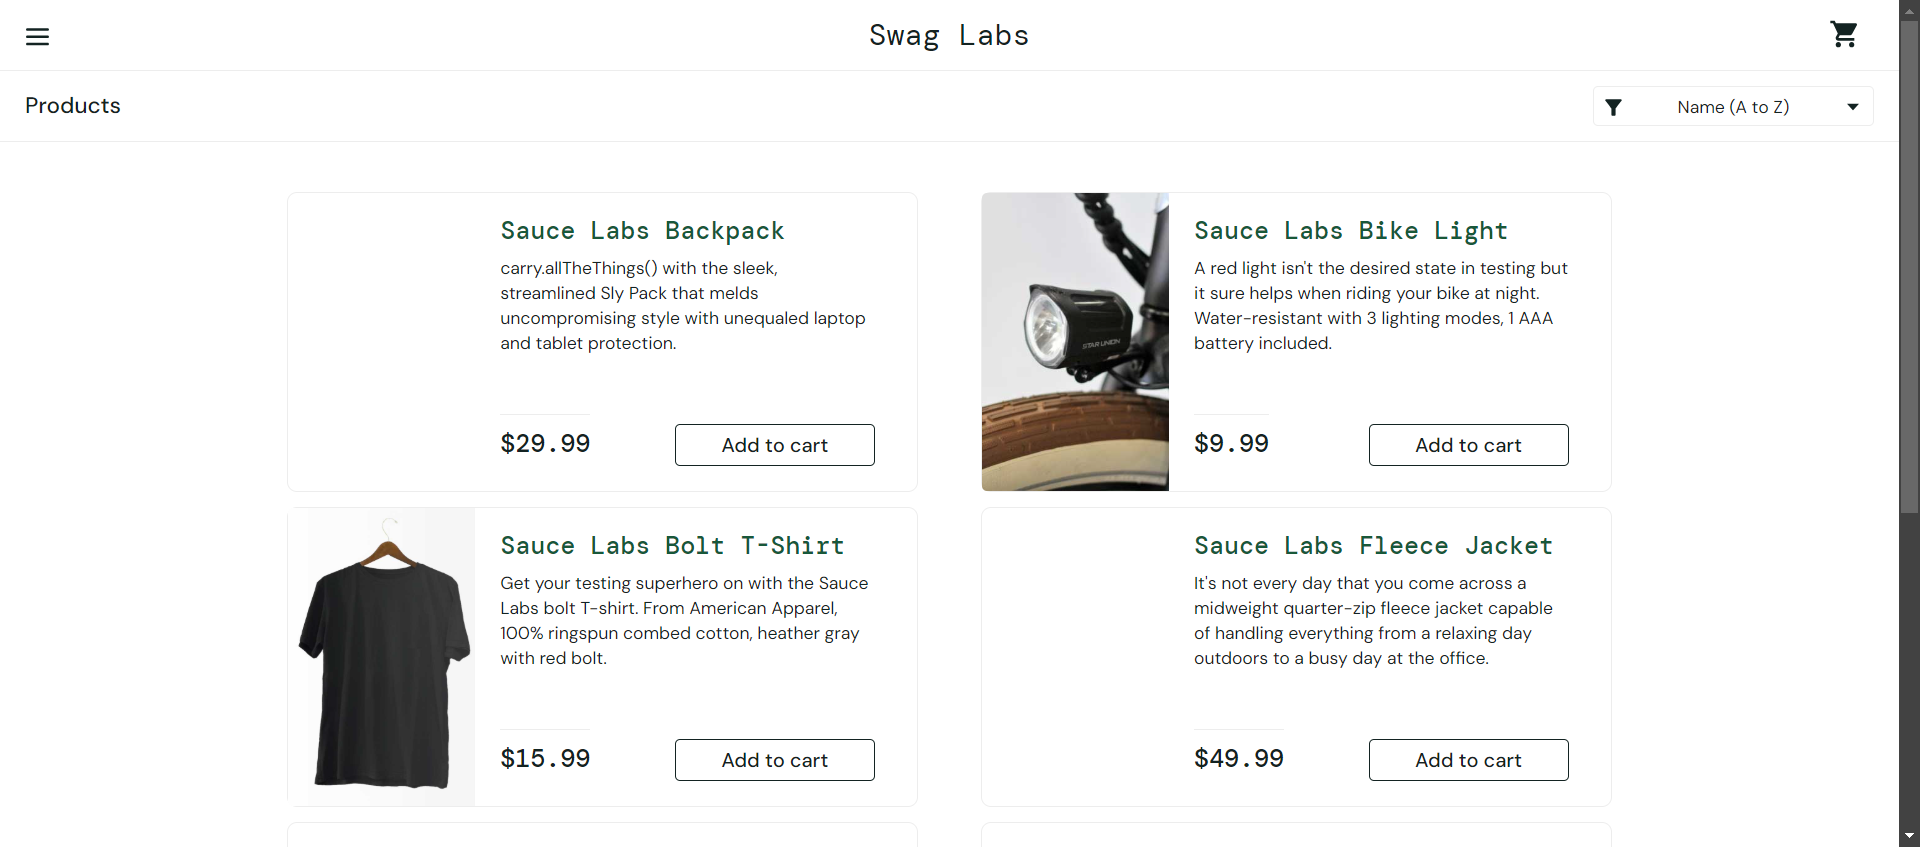 Swag Labs
Products
Name (A to Z)
Sauce Labs Backpack
carry.allTheThings() with the sleek,
streamlined Sly Pack that melds
uncompromising style with unequaled laptop
and tablet protection.
$29.99
Add to cart
Sauce Labs Bike Light
A red light isn't the desired state in testing but
it sure helps when riding your bike at night.
Water-resistant with 3 lighting modes, 1 AAA
battery included.
STAR UNION
$9.99
Add to cart
Sauce Labs Bolt T-Shirt
Get your testing superhero on with the Sauce
Labs bolt T-shirt. From American Apparel,
100% ringspun combed cotton, heather gray
with red bolt.
$15.99
Add to cart
Sauce Labs Fleece Jacket
It's not every day that you come across a
midweight quarter-zip fleece jacket capable
of handling everything from a relaxing day
outdoors to a busy day at the office.
$49.99
Add to cart